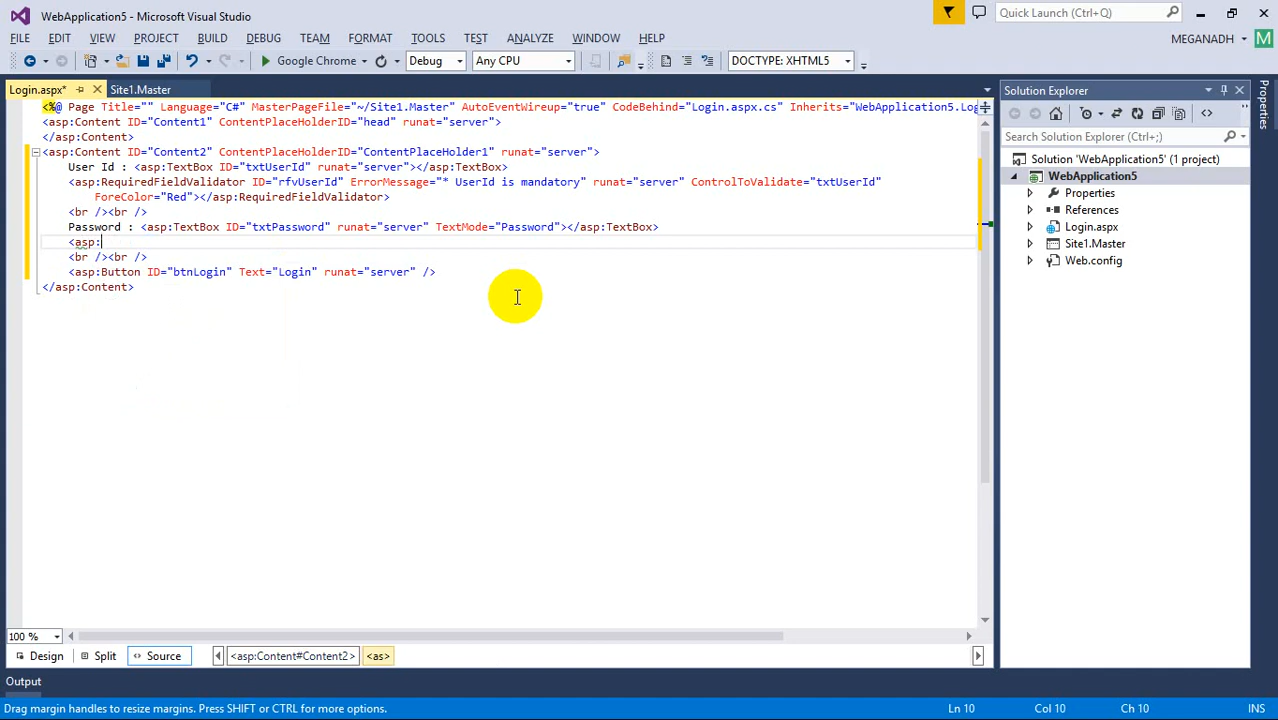 WebApplication5 - Microsoft Visual Studio
Quick Launch (Ctrl+Q)
FILE EDIT VIEW PROJECT BUILD DEBUG TEAM FORMAT TOOLS TEST ANALYZE WINDOW HELP
MEGANADH M
Google Chrome Debug Any CPU DOCTYPE: XHTML5
Login.aspx* Site1.Master
<%@ Page Title="" Language="C#" MasterPageFile="~/Site1.Master" AutoEventWireup="true" CodeBehind="Login.aspx.cs" Inherits="WebApplication5.Log
<asp:Content ID="Content1" ContentPlaceHolderID="head" runat="server">
</asp:Content>
<asp:Content ID="Content2" ContentPlaceHolderID="ContentPlaceHolder1" runat="server">
User Id : <asp:TextBox ID="txtUserId" runat="server"></asp:TextBox>
<asp:RequiredFieldValidator ID="rfvUserId" ErrorMessage="* UserId is mandatory" runat="server" ControlToValidate="txtUserId"
ForeColor="Red"></asp:RequiredFieldValidator>
<br /><br />
Password : <asp:TextBox ID="txtPassword" runat="server" TextMode="Password"></asp:TextBox>
<asp:
<br /><br />
<asp:Button ID="btnLogin" Text="Login" runat="server" />
</asp:Content>
100 %
Design Split Source <asp:Content#Content2> <as>
Solution Explorer
Search Solution Explorer (Ctrl+;)
Solution 'WebApplication5' (1 project)
WebApplication5
Properties
References
Login.aspx
Site1.Master
Web.config
Properties
Output
Drag margin handles to resize margins. Press SHIFT or CTRL for more options. Ln 10 Col 10 Ch 10 INS